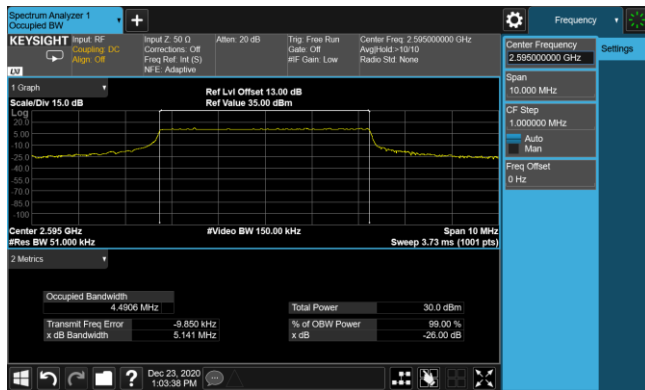 Spectrum Analyzer 1
Occupied BW
Frequency
KEYSIGHT
Input: RF
Coupling: DC
Align: Off
Input Z: 50 Ω
Corrections: Off
Freq Ref: Int (S)
NFE: Adaptive
Atten: 20 dB
Trig: Free Run
Gate: Off
#IF Gain: Low
Center Freq: 2.595000000 GHz
Avg|Hold:>10/10
Radio Std: None
LXI
1 Graph
Scale/Div 15.0 dB
Ref Lvl Offset 13.00 dB
Ref Value 35.00 dBm
Log
20.0
5.00
-10.0
-25.0
-40.0
-55.0
-70.0
-85.0
-100
Center 2.595 GHz
#Video BW 150.00 kHz
Span 10 MHz
#Res BW 51.000 kHz
Sweep 3.73 ms (1001 pts)
2 Metrics
Occupied Bandwidth
4.4906 MHz
Total Power
30.0 dBm
Transmit Freq Error
-9.850 kHz
% of OBW Power
99.00 %
x dB Bandwidth
5.141 MHz
x dB
-26.00 dB
?
Dec 23, 2020
1:03:38 PM
Center Frequency
2.595000000 GHz
Settings
Span
10.000 MHz
CF Step
1.000000 MHz
Auto
Man
Freq Offset
0 Hz